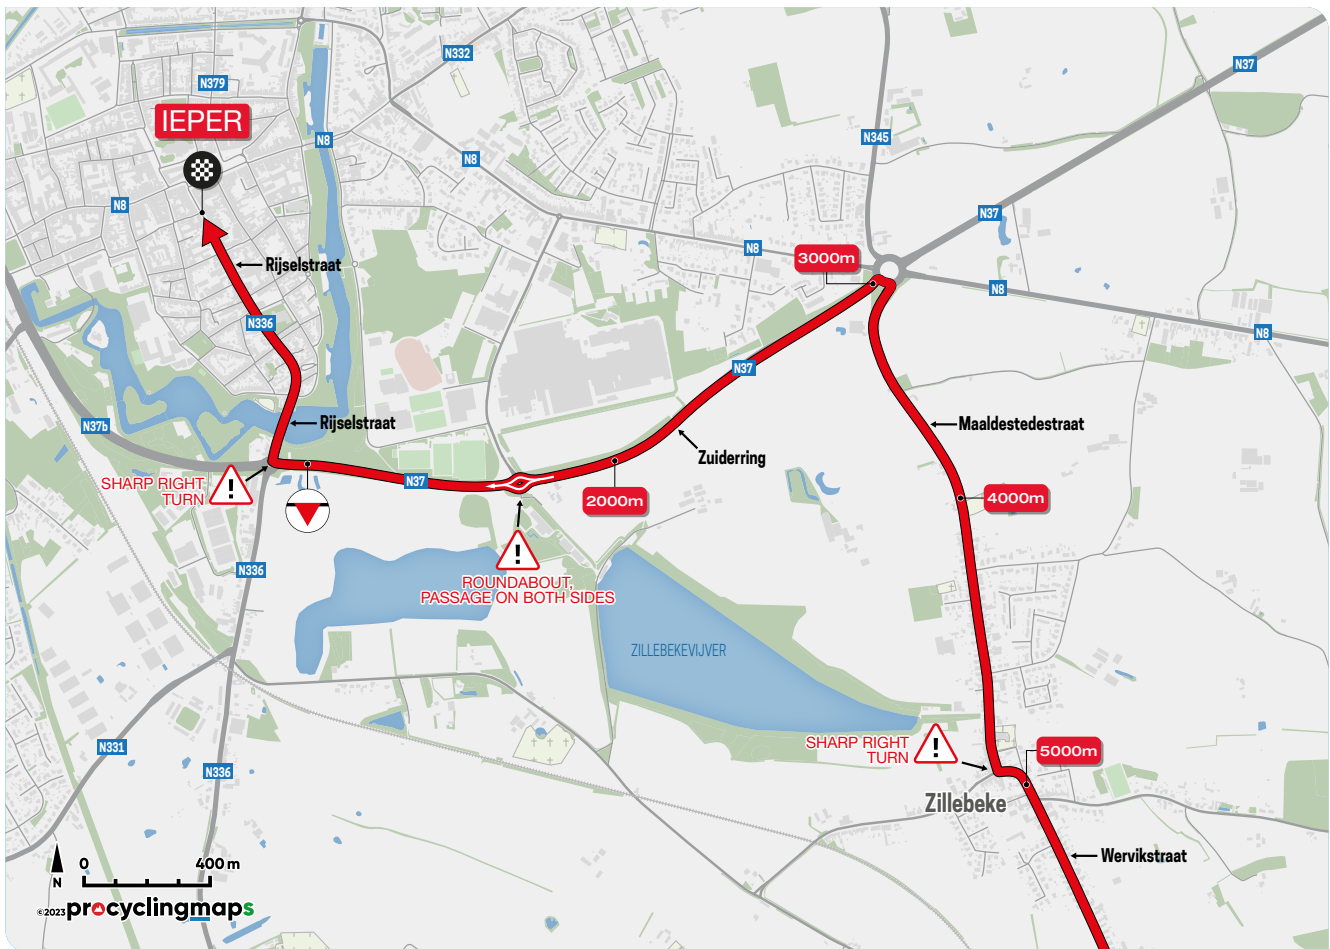 N332
N37
N379
IEPER
N8
N345
N8
N8
N37
N8
3000m
Rijselstraat
N8
N336
N8
N37
Rijselstraat
Maaldestedestraat
N37b
Zuiderring
SHARP RIGHT
TURN
N37
2000m
4000m
ROUNDABOUT,
PASSAGE ON BOTH SIDES
N336
ZILLEBEKEVIJVER
SHARP RIGHT
TURN
5000m
N331
N336
Zillebeke
Wervikstraat
0 400 m
N
©2023 procyclingmaps